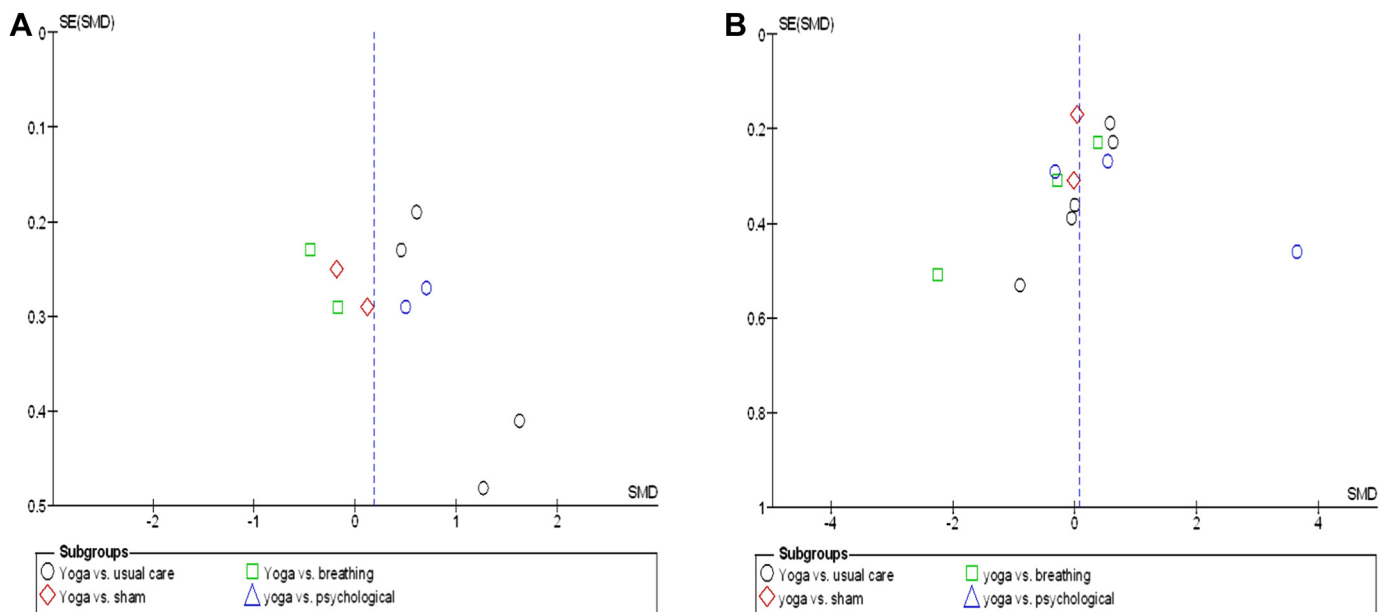 A
SE(SMD)
0
0.1
0.2
0.3
0.4
0.5
SMD
-2 -1 0 1 2
Subgroups
Yoga vs. usual care Yoga vs. breathing
Yoga vs. sham yoga vs. psychological
B
SE(SMD)
0
0.2
0.4
0.6
0.8
1
SMD
-4 -2 0 2 4
Subgroups
Yoga vs. usual care yoga vs. breathing
yoga vs. sham yoga vs. psychological